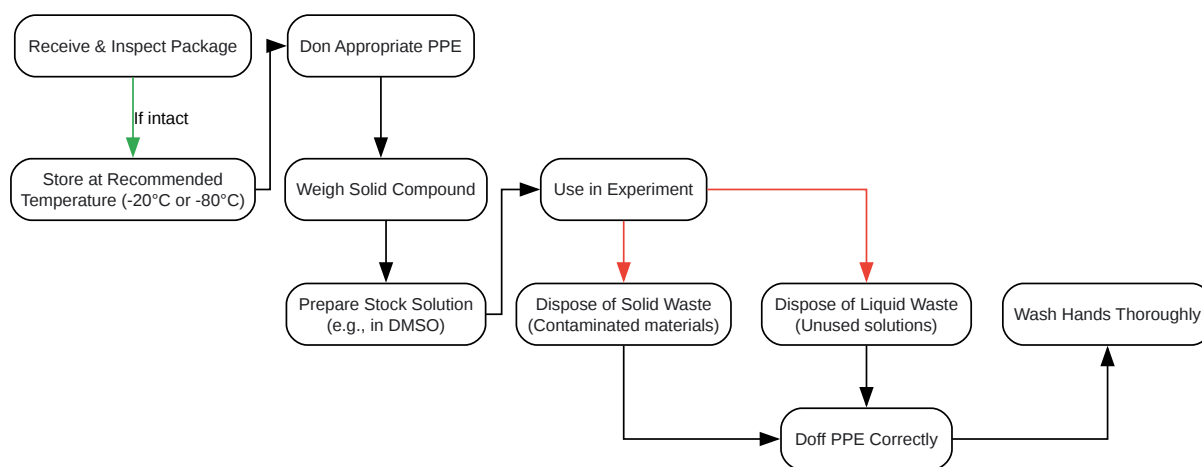 Receive & Inspect Package
Don Appropriate PPE
If intact
Store at Recommended
Temperature (-20°C or -80°C)
Weigh Solid Compound
Use in Experiment
Prepare Stock Solution
(e.g., in DMSO)
Dispose of Solid Waste
(Contaminated materials)
Dispose of Liquid Waste
(Unused solutions)
Wash Hands Thoroughly
Doff PPE Correctly